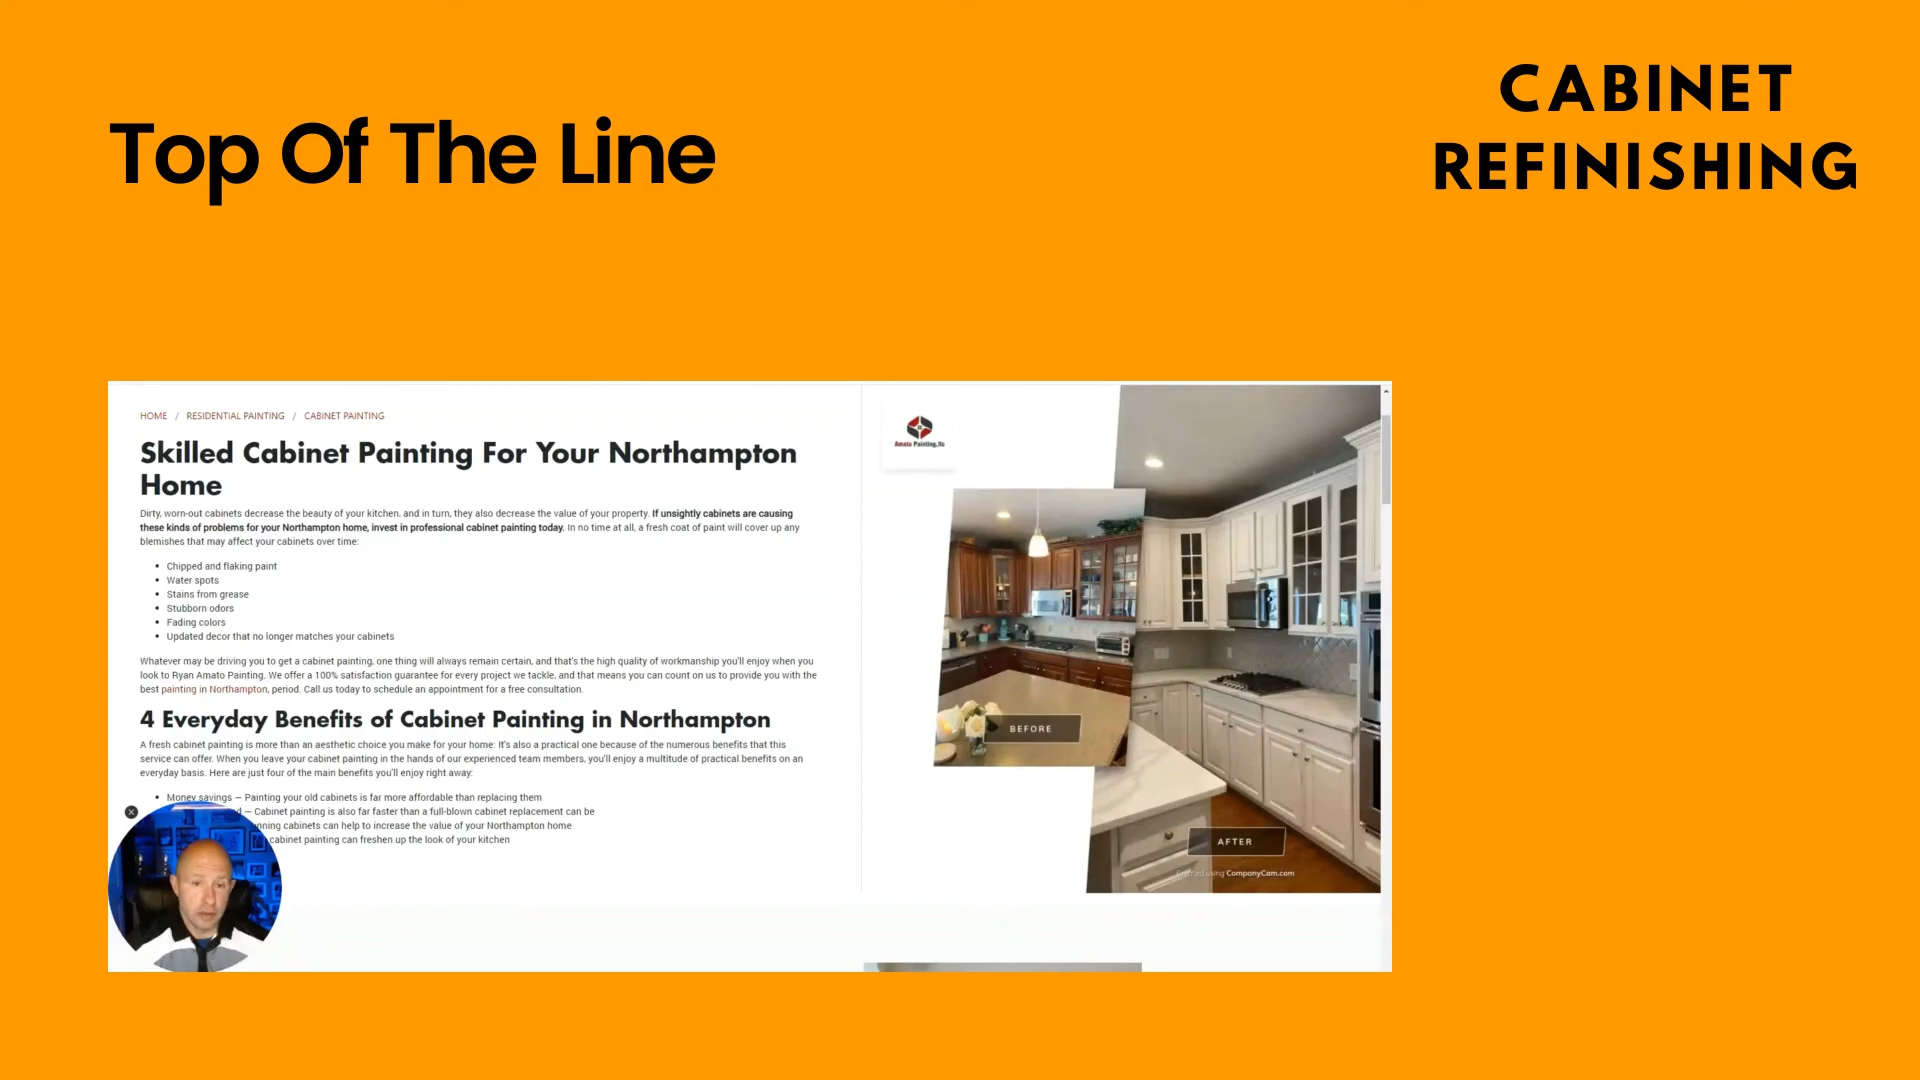 Top Of The Line
CABINET
REFINISHING
HOME / RESIDENTIAL PAINTING / CABINET PAINTING
Skilled Cabinet Painting For Your Northampton
Home
Dirty, worn-out cabinets decrease the beauty of your kitchen, and in turn, they also decrease the value of your property. If unsightly cabinets are causing
these kinds of problems for your Northampton home, invest in professional cabinet painting today. In no time at all, a fresh coat of paint will cover up any
blemishes that may affect your cabinets over time:
• Chipped and flaking paint
• Water spots
• Stains from grease
• Stubborn odors
• Fading colors
• Updated decor that no longer matches your cabinets
Whatever may be driving you to get a cabinet painting, one thing will always remain certain, and that's the high quality of workmanship you'll enjoy when you
look to Ryan Amato Painting. We offer a 100% satisfaction guarantee for every project we tackle, and that means you can count on us to provide you with the
best painting in Northampton, period. Call us today to schedule an appointment for a free consultation.
4 Everyday Benefits of Cabinet Painting in Northampton
A fresh cabinet painting is more than an aesthetic choice you make for your home: It's also a practical one because of the numerous benefits that this
service can offer. When you leave your cabinet painting in the hands of our experienced team members, you'll enjoy a multitude of practical benefits on an
everyday basis. Here are just four of the main benefits you'll enjoy right away:
• Money savings — Painting your old cabinets is far more affordable than replacing them
— Cabinet painting is also far faster than a full-blown cabinet replacement can be
cabinets can help to increase the value of your Northampton home
cabinet painting can freshen up the look of your kitchen
Amato Painting, llc
BEFORE
AFTER
Created using CompanyCam.com